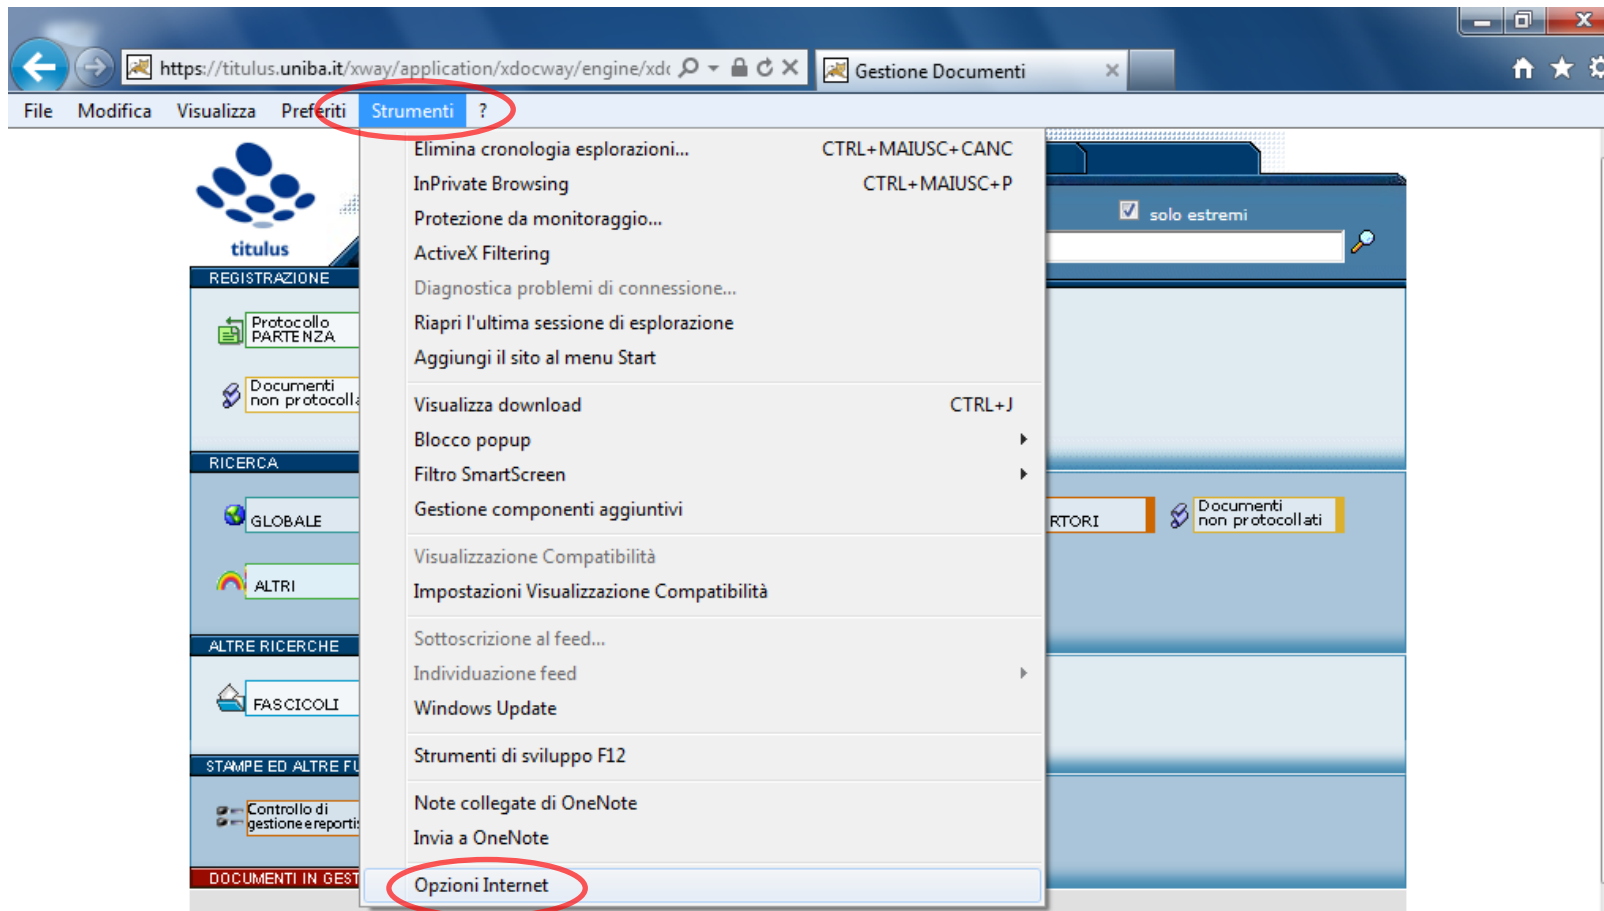 https://titulus.uniba.it/xway/application/xdocway/engine/xdc
Gestione Documenti
File Modifica Visualizza Preferiti Strumenti ?
Elimina cronologia esplorazioni... CTRL+MAIUSC+CANC
InPrivate Browsing CTRL+MAIUSC+P
Protezione da monitoraggio...
ActiveX Filtering
Diagnostica problemi di connessione...
Riapri l'ultima sessione di esplorazione
Aggiungi il sito al menu Start
Visualizza download CTRL+J
Blocco popup
Filtro SmartScreen
Gestione componenti aggiuntivi
Visualizzazione Compatibilità
Impostazioni Visualizzazione Compatibilità
Sottoscrizione al feed...
Individuazione feed
Windows Update
Strumenti di sviluppo F12
Note collegate di OneNote
Invia a OneNote
Opzioni Internet
titulus
solo estremi
REGISTRAZIONE
Protocollo
PARTENZA
Documenti
non protocolla
RICERCA
GLOBALE
RTORI
Documenti
non protocollati
ALTRI
ALTRE RICERCHE
FASCICOLI
STAMPE ED ALTRE FU
Controllo di
gestione e reportis
DOCUMENTI IN GEST